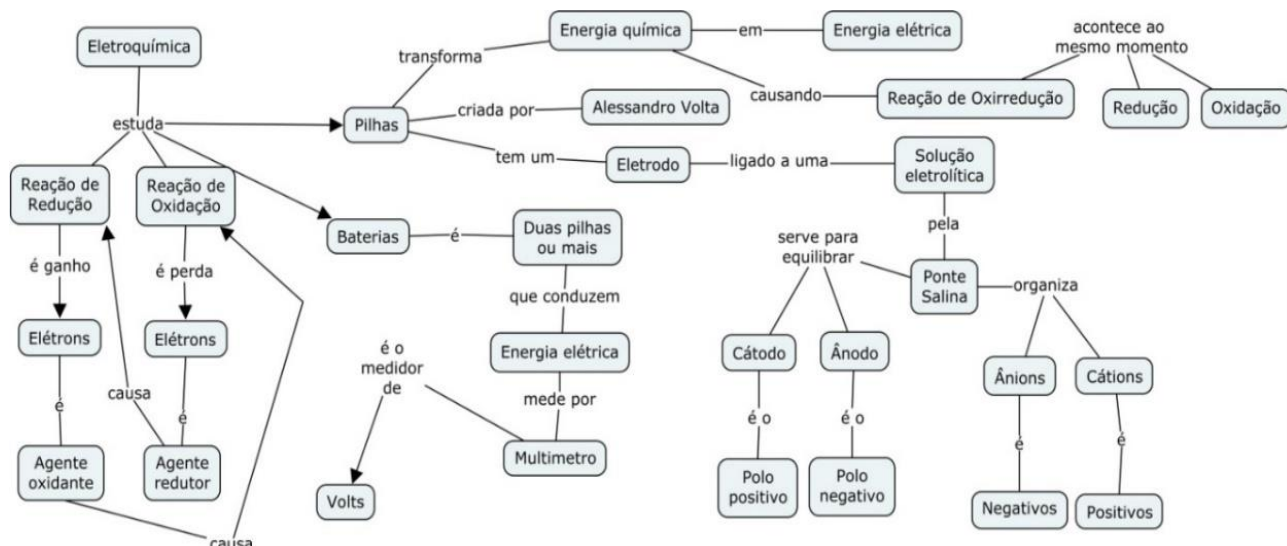 Eletroquímica
estuda
Reação de
Redução
é ganho
Elétrons
é
Agente
oxidante
causa
Reação de
Oxidação
é perda
Elétrons
é
Agente
redutor
causa
Pilhas
transforma
Energia química
em
Energia elétrica
causando
Reação de Oxirredução
acontece ao
mesmo momento
Redução
Oxidação
criada por
Alessandro Volta
tem um
Eletrodo
ligado a uma
Solução
eletrolítica
pela
Ponte
Salina
serve para
equilibrar
Cátodo
é o
Polo
positivo
Ânodo
é o
Polo
negativo
organiza
Ânions
é
Negativos
Cátions
é
Positivos
Baterias
é
Duas pilhas
ou mais
que conduzem
Energia elétrica
mede por
Multimetro
é o
medidor
de
Volts